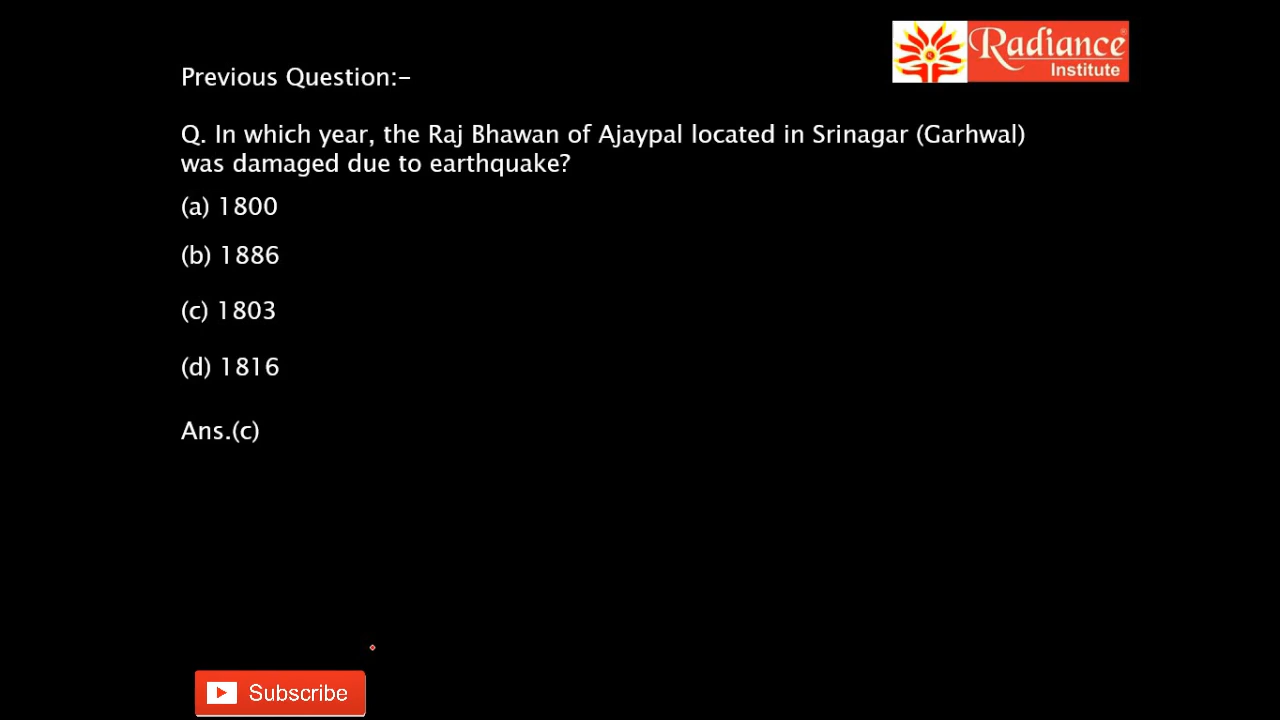 Radiance
Institute
Previous Question:-
Q. In which year, the Raj Bhawan of Ajaypal located in Srinagar (Garhwal)
was damaged due to earthquake?
(a) 1800
(b) 1886
(c) 1803
(d) 1816
Ans.(c)
Subscribe